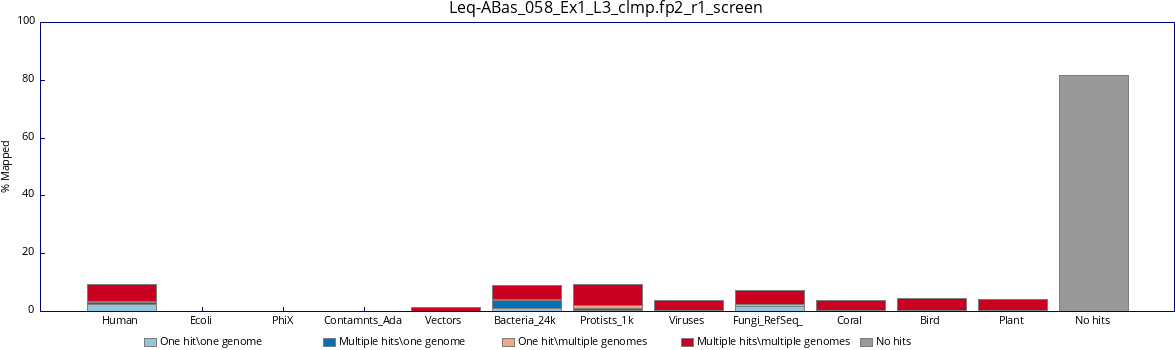 Leq-ABas_058_Ex1_L3_clmp.fp2_r1_screen
100
80
60
40
20
0
% Mapped
Human Ecoli PhiX Contamnts_Ada Vectors Bacteria_24k Protists_1k Viruses Fungi_RefSeq_ Coral Bird Plant No hits
One hit\one genome Multiple hits\one genome One hit\multiple genomes Multiple hits\multiple genomes No hits